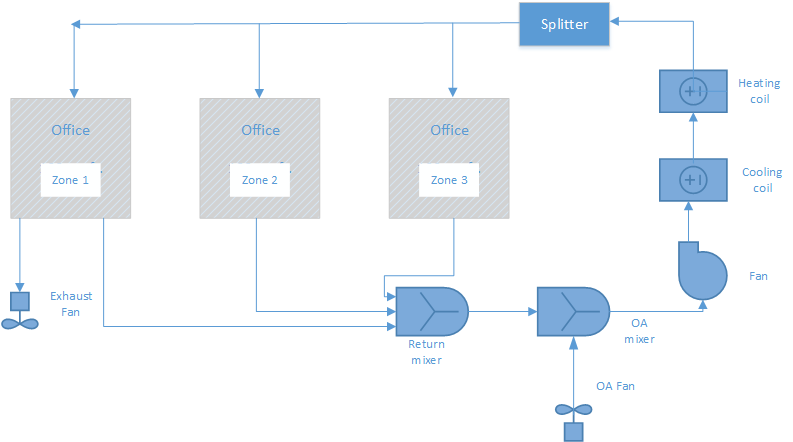 Splitter
Heating
coil
Office
Office
Office
Zone 1
Zone 2
Zone 3
Cooling
coil
Fan
Exhaust
Fan
OA
mixer
Return
mixer
OA Fan